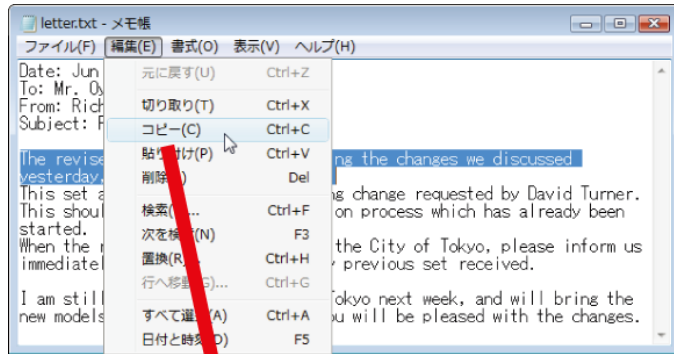 letter.txt - メモ帳
ファイル(F) 編集(E) 書式(O) 表示(V) ヘルプ(H)
Date: Jun
To: Mr. Oy
From: Rich
Subject: F
元に戻す(U) Ctrl+Z
切り取り(T) Ctrl+X
コピー(C) Ctrl+C
貼り付け(P) Ctrl+V
削除 Del
検索( ... Ctrl+F
次を検 (N) F3
置換(R)... Ctrl+H
行へ移動(G)... Ctrl+G
すべて選 (A) Ctrl+A
日付と時刻(D) F5
The revise ng the changes we discussed
yesterday.
This set a ng change requested by David Turner.
This shoul on process which has already been
started.
When the r the City of Tokyo, please inform us
immediatel previous set received.
I am still okyo next week, and will bring the
new models u will be pleased with the changes.